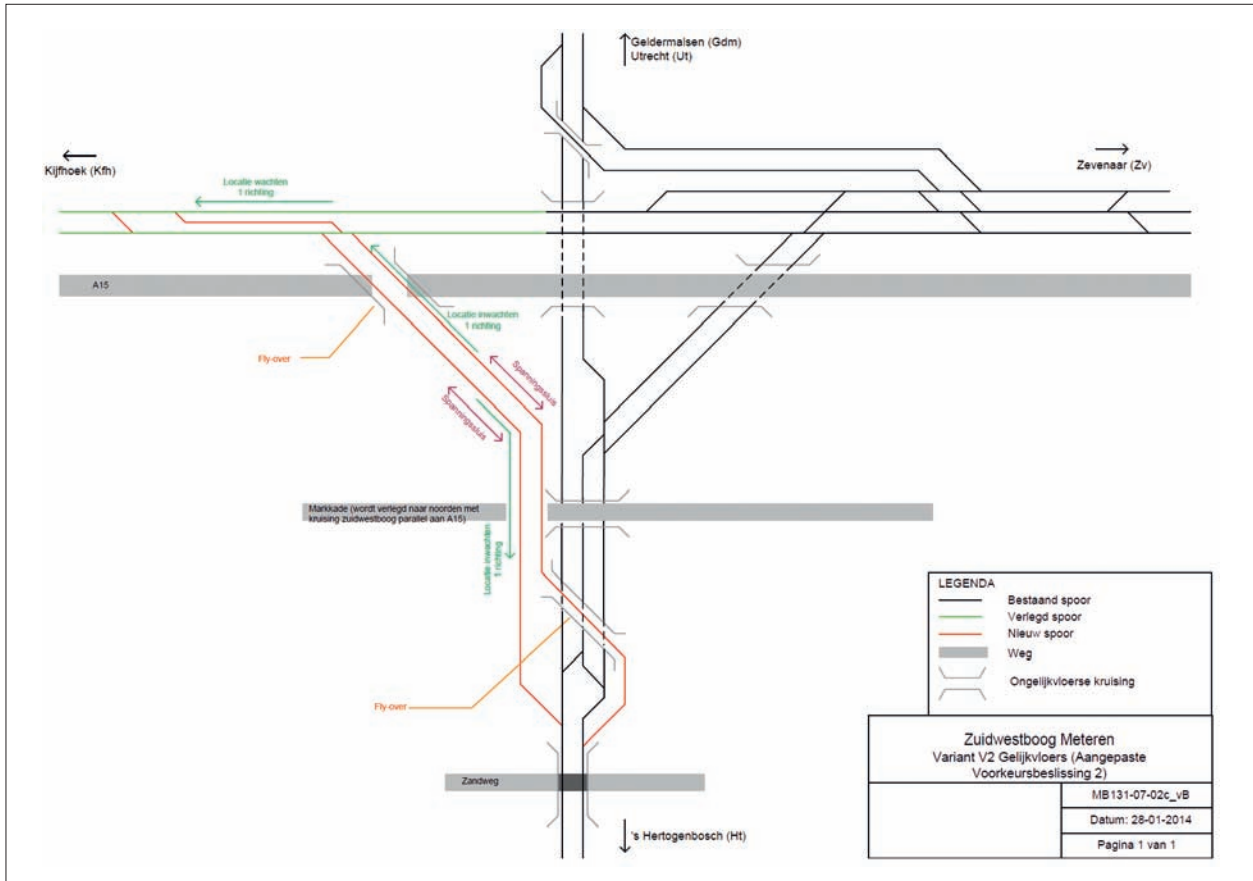 Geldermalsen (Gdm)
Utrecht (Ut)
Kijfhoek (Kfh)
Zevenaar (Zv)
Locatie wachten
1 richting
A15
Locatie inwachten
1 richting
Fly-over
Spanningssluis
Spanningssluis
Markkade (wordt verlegd naar noorden met
kruising zuidwestboog parallel aan A15)
Locatie inwachten
1 richting
Fly-over
Zandweg
's Hertogenbosch (Ht)
LEGENDA
Bestaand spoor
Verlegd spoor
Nieuw spoor
Weg
Ongelijkvloerse kruising
Zuidwestboog Meteren
Variant V2 Gelijkvloers (Aangepaste
Voorkeursbeslissing 2)
MB131-07-02c_vB
Datum: 28-01-2014
Pagina 1 van 1